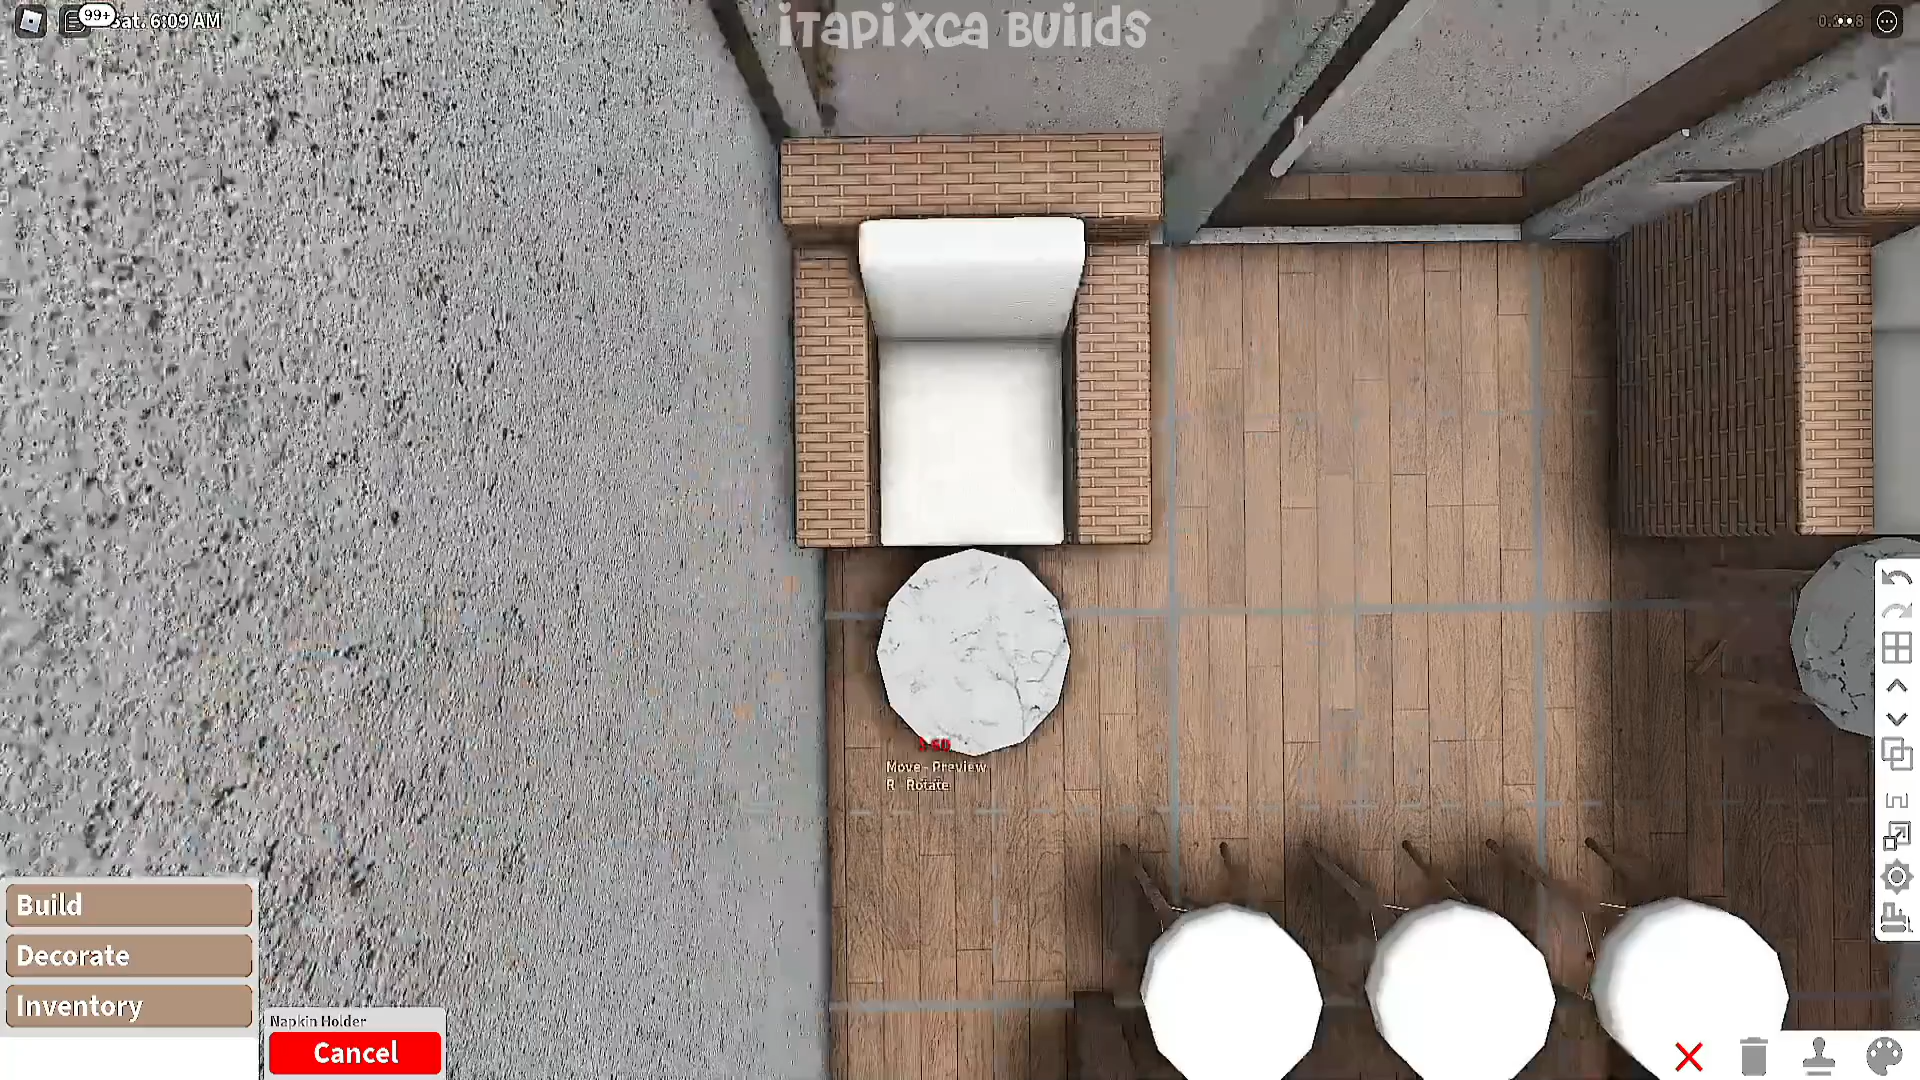 99+
Sat. 6:09 AM
iTapixca Builds
Move - Preview
R Rotate
Build
Decorate
Inventory
Napkin Holder
Cancel